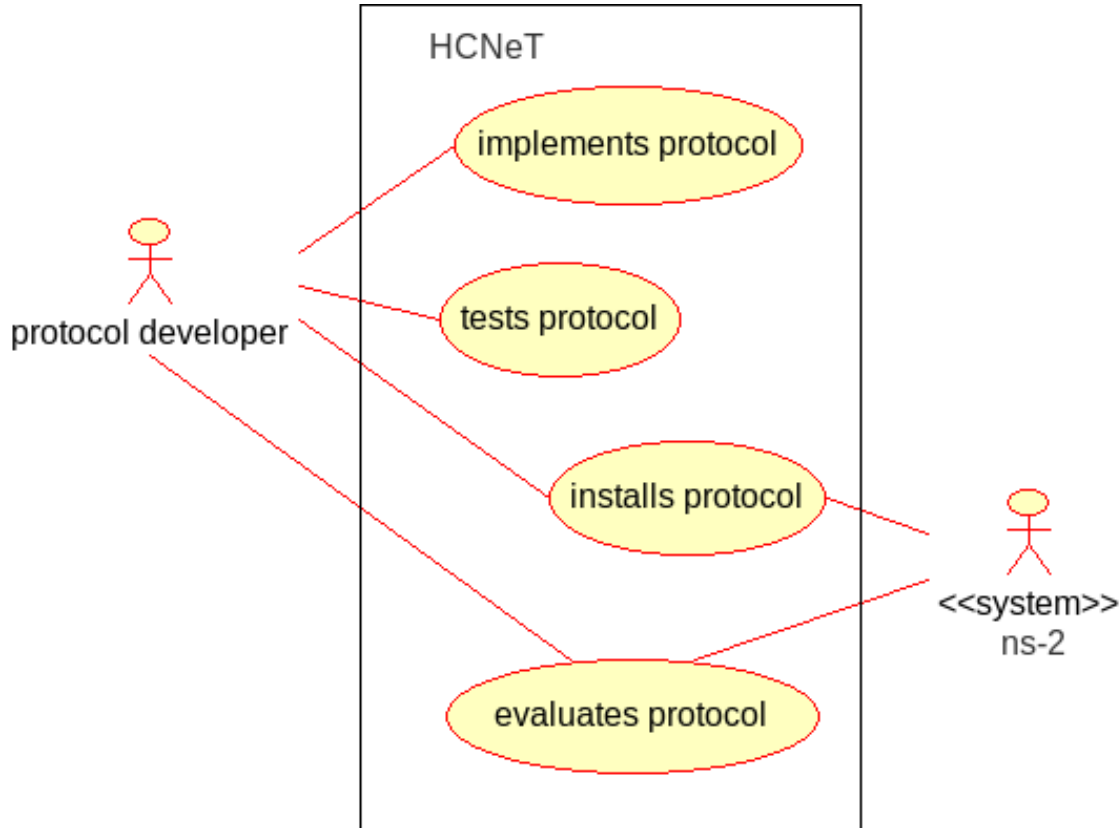 HCNeT
implements protocol
tests protocol
protocol developer
installs protocol
<<system>>
ns-2
evaluates protocol